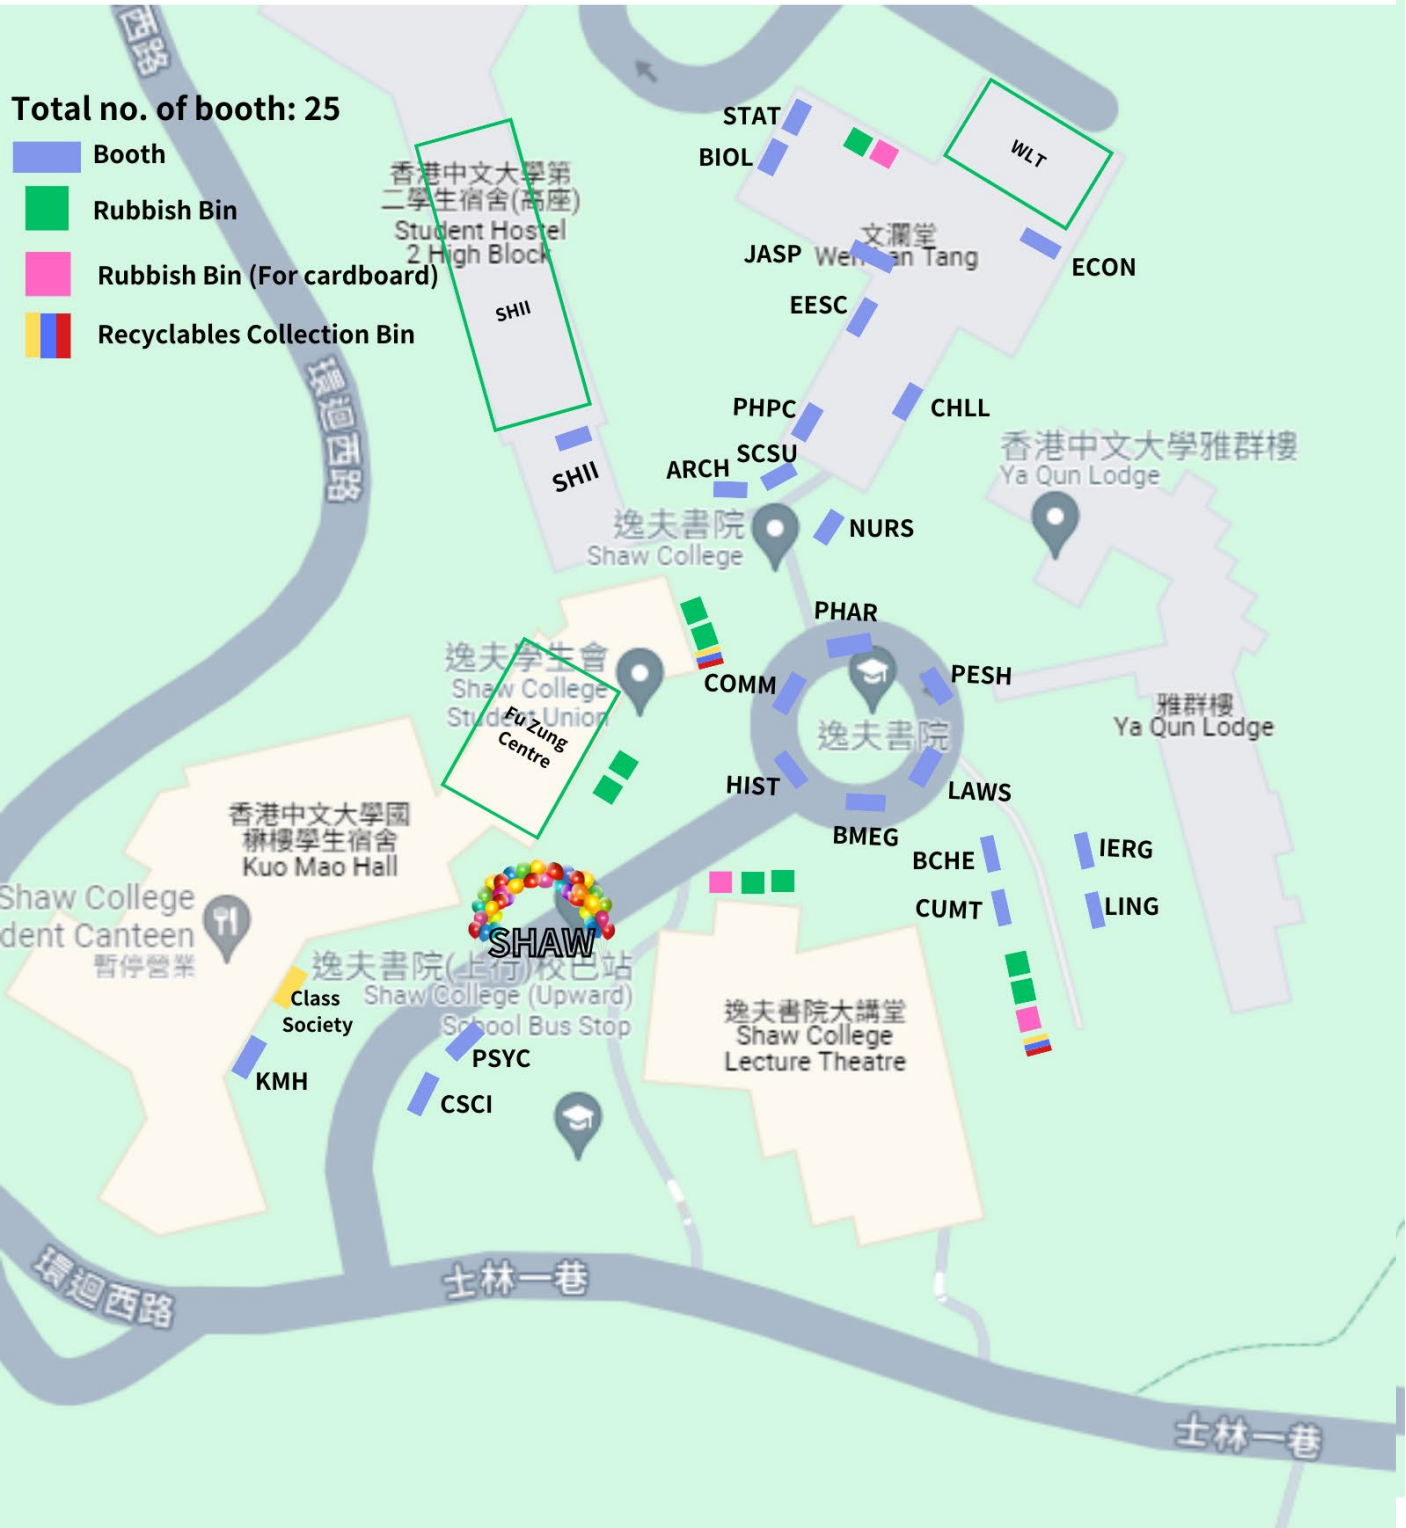 西路
Total no. of booth: 25
Booth
Rubbish Bin
Rubbish Bin (For cardboard)
Recyclables Collection Bin
香港中文大學第
二學生宿舍(高座)
Student Hostel
2 High Block
SHII
SHII
STAT
BIOL
WLT
文瀾堂
JASP
ECON
EESC
PHPC
CHLL
SCSU
ARCH
NURS
環迴西路
香港中文大學雅群樓
Ya Qun Lodge
逸夫書院
Shaw College
PHAR
COMM
PESH
逸夫書院
HIST
LAWS
BMEG
雅群樓
Ya Qun Lodge
逸夫學生會
Shaw College
Student Union
Fu Zung
Centre
香港中文大學國
楙樓學生宿舍
Kuo Mao Hall
BCHE
IERG
CUMT
LING
Shaw College
dent Canteen
暫停營業
SHAW
逸夫書院(上行)校巴站
Shaw College (Upward)
School Bus Stop
Class
Society
KMH
PSYC
CSCI
逸夫書院大講堂
Shaw College
Lecture Theatre
環迴西路
士林一巷
士林一巷